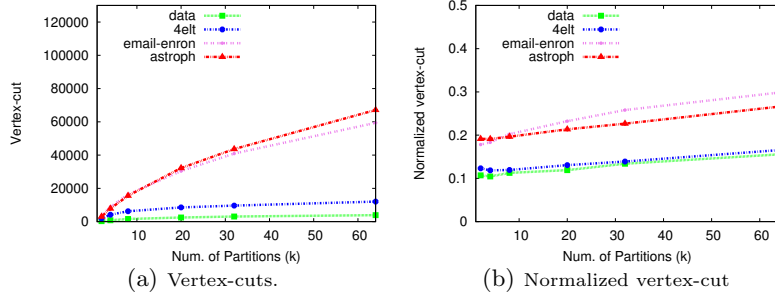 data
4elt
email-enron
astroph
Vertex-cut
120000
100000
80000
60000
40000
20000
0
10 20 30 40 50 60
Num. of Partitions (k)
(a) Vertex-cuts.
data
4elt
email-enron
astroph
Normalized vertex-cut
0.5
0.4
0.3
0.2
0.1
0
10 20 30 40 50 60
Num. of Partitions (k)
(b) Normalized vertex-cut